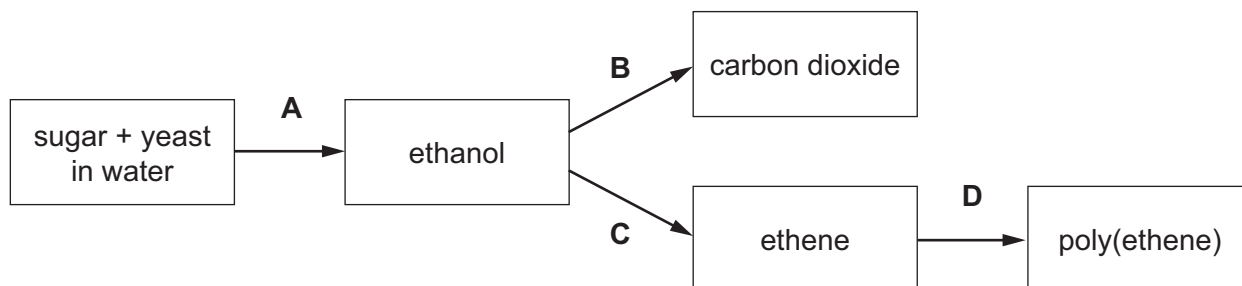 sugar + yeast
in water
A
ethanol
B
carbon dioxide
C
ethene
D
poly(ethene)